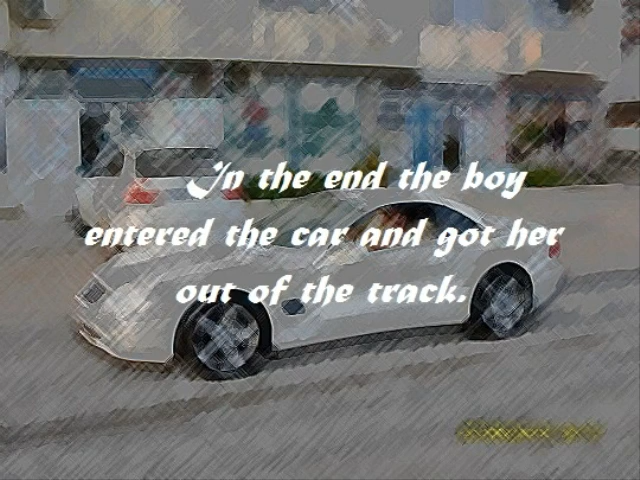 In the end the boy
entered the car and got her
out of the track.